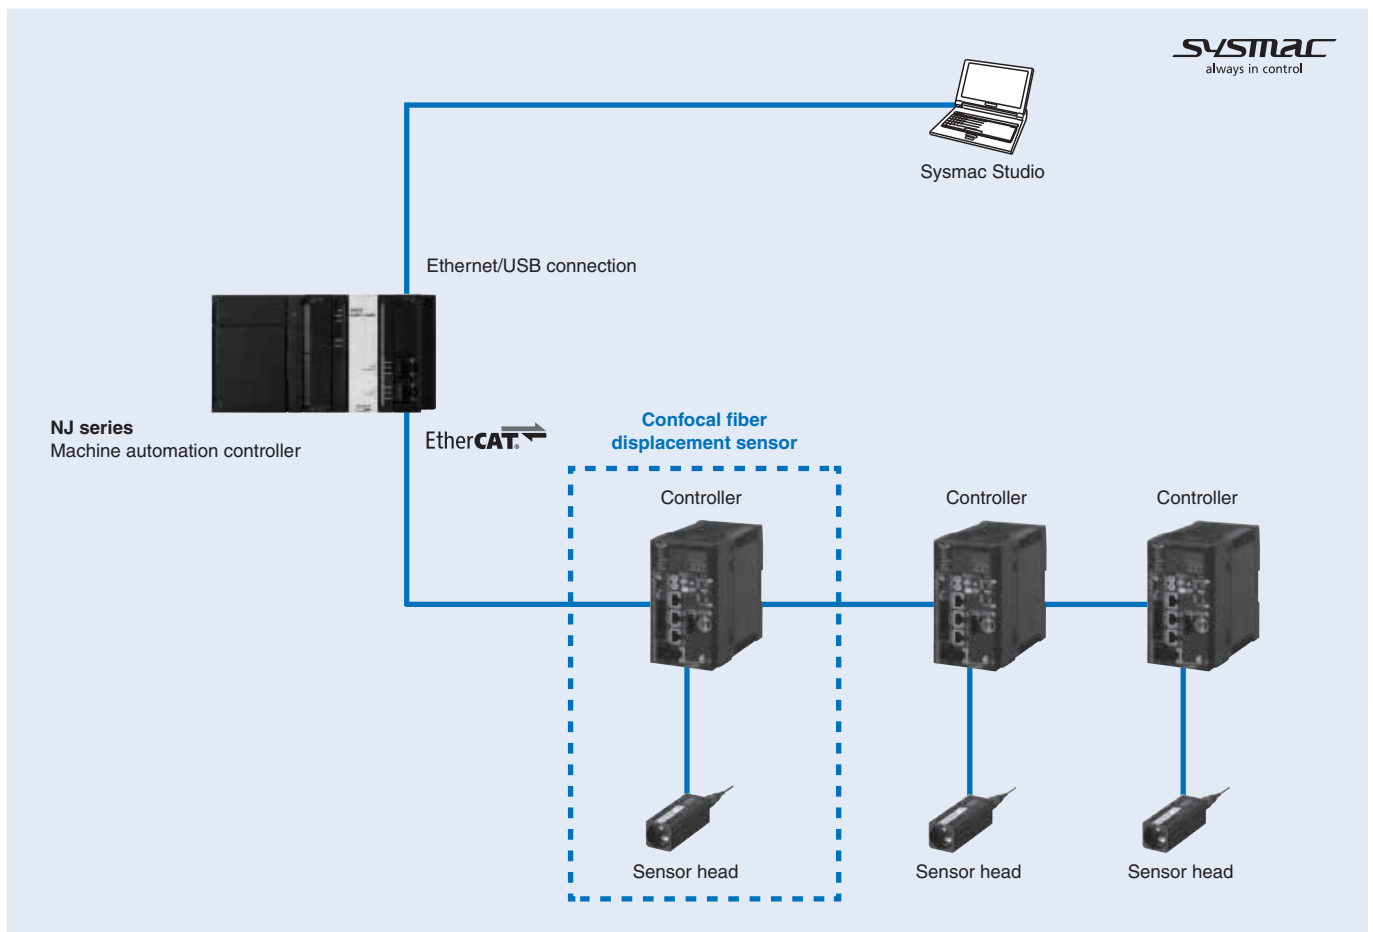 sysmac
always in control
Sysmac Studio
Ethernet/USB connection
NJ series
Machine automation controller
EtherCAT®
Confocal fiber
displacement sensor
Controller
Controller
Controller
Sensor head
Sensor head
Sensor head